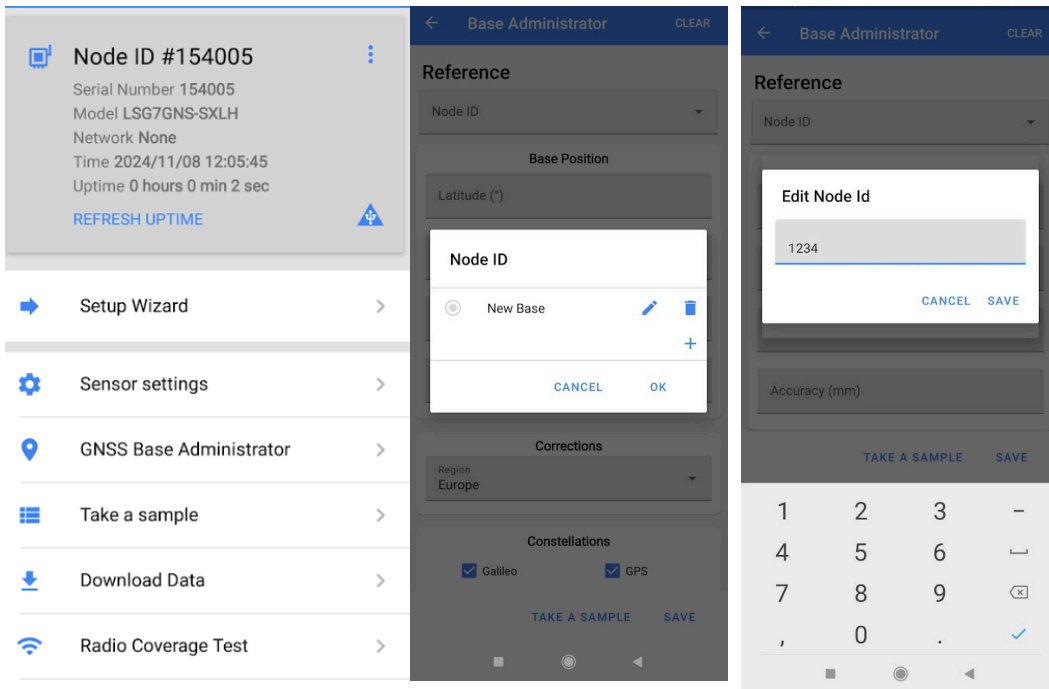 Node ID #154005
Serial Number 154005
Model LSG7GNS-SXLH
Network None
Time 2024/11/08 12:05:45
Uptime 0 hours 0 min 2 sec
REFRESH UPTIME
Setup Wizard
Sensor settings
GNSS Base Administrator
Take a sample
Download Data
Radio Coverage Test
Base Administrator CLEAR
Reference
Node ID
Base Position
Latitude (°)
Node ID
New Base
+
CANCEL OK
Corrections
Region
Europe
Constellations
Galileo GPS
TAKE A SAMPLE SAVE
Base Administrator CLEAR
Reference
Node ID
Edit Node Id
1234
CANCEL SAVE
Accuracy (mm)
TAKE A SAMPLE SAVE
1 2 3 –
4 5 6
7 8 9
, 0 .